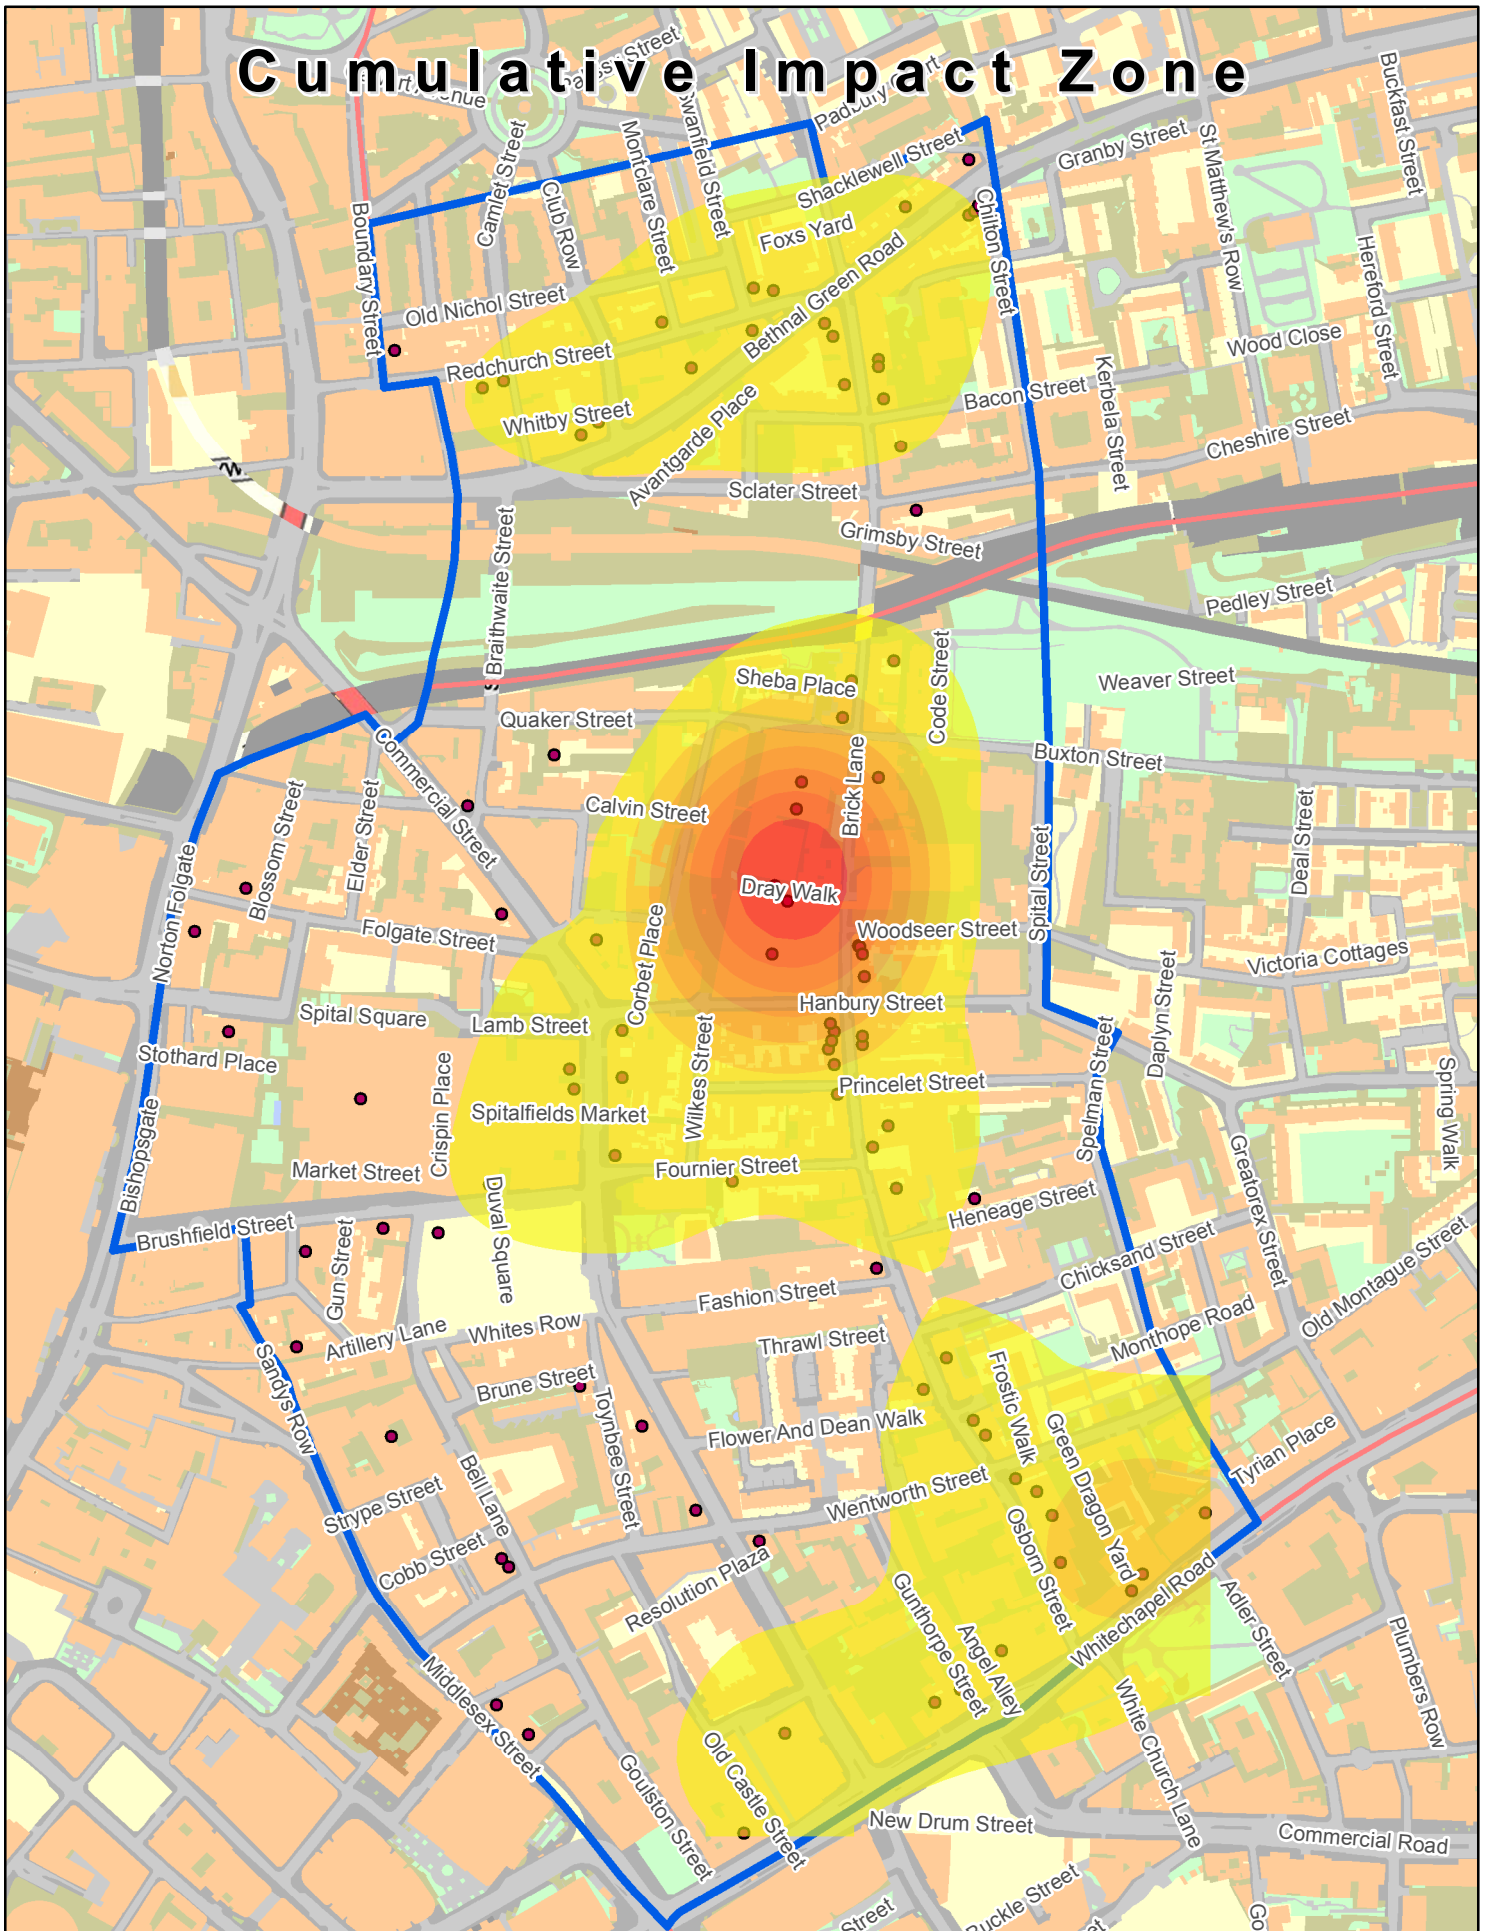 Cumulative Impact Zone
Buckfast Street
Granby Street
St Matthew's Row
Shacklewell Street
Camlet Street
Club Row
Montclare Street
Foxs Yard
Chilton Street
Boundary Street
Hereford Street
Old Nichol Street
Bethnal Green Road
Wood Close
Redchurch Street
Kerbela Street
Bacon Street
Whitby Street
Avantgarde Place
Cheshire Street
Sclater Street
Grimsby Street
Braithwaite Street
Pedley Street
Sheba Place
Code Street
Weaver Street
Quaker Street
Commercial Street
Buxton Street
Brick Lane
Calvin Street
Blossom Street
Elder Street
Deal Street
Norton Folgate
Dray Walk
Spital Street
Folgate Street
Corbet Place
Woodseer Street
Victoria Cottages
Hanbury Street
Spital Square
Lamb Street
Daplyn Street
Stothard Place
Wilkes Street
Spelman Street
Princelet Street
Spring Walk
Crispin Place
Spitalfields Market
Bishopsgate
Market Street
Fournier Street
Greatorex Street
Duval Square
Heneage Street
Brushfield Street
Gun Street
Chicksand Street
Old Montague Street
Fashion Street
Artillery Lane
Whites Row
Thrawl Street
Monthope Road
Sandys Row
Brune Street
Frostic Walk
Toynbee Street
Flower And Dean Walk
Green Dragon Yard
Tyrian Place
Bell Lane
Wentworth Street
Strype Street
Osborn Street
Cobb Street
Resolution Plaza
Gunthorpe Street
Whitechapel Road
Adler Street
Angel Alley
Plumbers Row
Middlesex Street
White Church Lane
Old Castle Street
Goulston Street
New Drum Street
Commercial Road
Buckle Street
Street